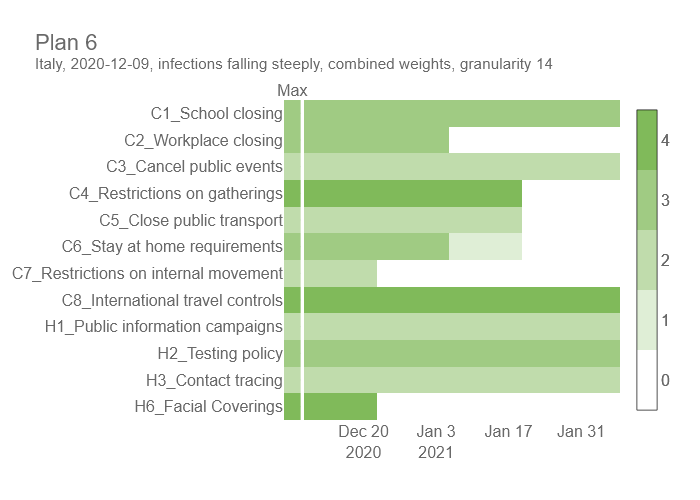 Plan 6
Italy, 2020-12-09, infections falling steeply, combined weights, granularity 14
Max
C1_School closing
C2_Workplace closing
C3_Cancel public events
C4_Restrictions on gatherings
C5_Close public transport
C6_Stay at home requirements
C7_Restrictions on internal movement
C8_International travel controls
H1_Public information campaigns
H2_Testing policy
H3_Contact tracing
H6_Facial Coverings
Dec 20 Jan 3 Jan 17 Jan 31
2020 2021
4
3
2
1
0